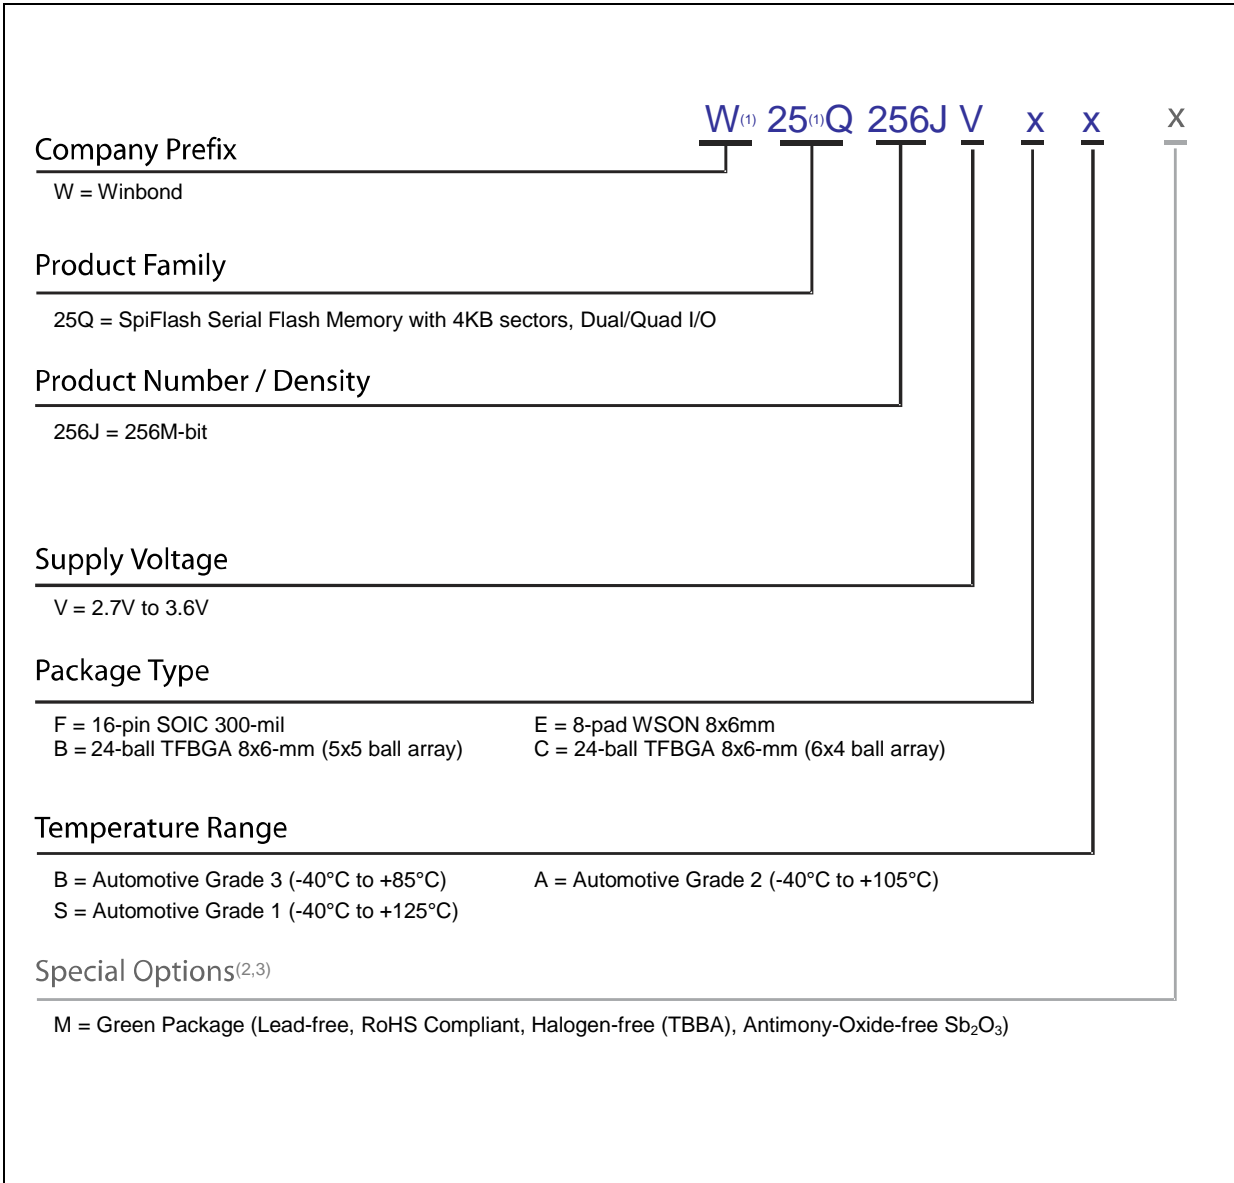 W(1) 25(1)Q 256J V x x x
Company Prefix
W = Winbond
Product Family
25Q = SpiFlash Serial Flash Memory with 4KB sectors, Dual/Quad I/O
Product Number / Density
256J = 256M-bit
Supply Voltage
V = 2.7V to 3.6V
Package Type
F = 16-pin SOIC 300-mil E = 8-pad WSON 8x6mm
B = 24-ball TFBGA 8x6-mm (5x5 ball array) C = 24-ball TFBGA 8x6-mm (6x4 ball array)
Temperature Range
B = Automotive Grade 3 (-40°C to +85°C) A = Automotive Grade 2 (-40°C to +105°C)
S = Automotive Grade 1 (-40°C to +125°C)
Special Options(2,3)
M = Green Package (Lead-free, RoHS Compliant, Halogen-free (TBBA), Antimony-Oxide-free Sb₂O₃)